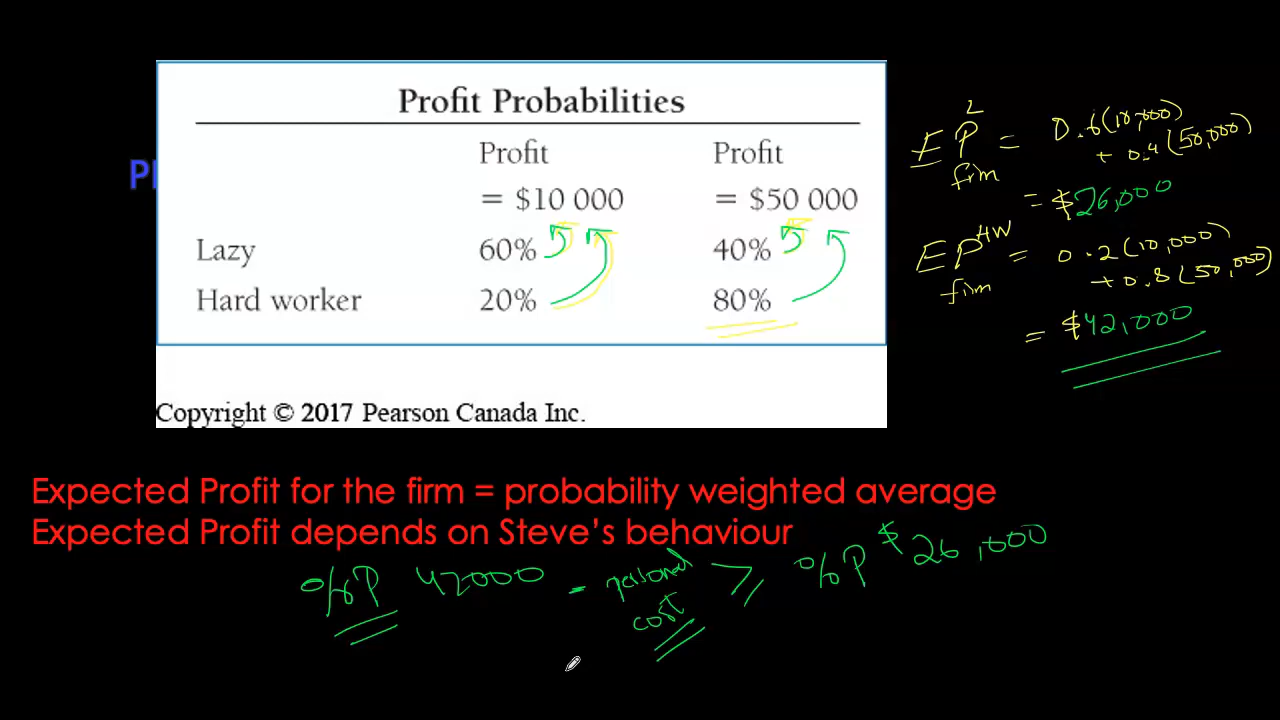 Profit Probabilities
Profit Profit
= $10 000 = $50 000
Lazy 60% 40%
Hard worker 20% 80%
Copyright © 2017 Pearson Canada Inc.
EP^L firm = 0.6(10,000)
+ 0.4(50,000)
= $26,000
EP^HW firm = 0.2(10,000)
+ 0.8(50,000)
= $42,000
Expected Profit for the firm = probability weighted average
Expected Profit depends on Steve's behaviour
%P 42000 - personal cost ≥ %P $26,000